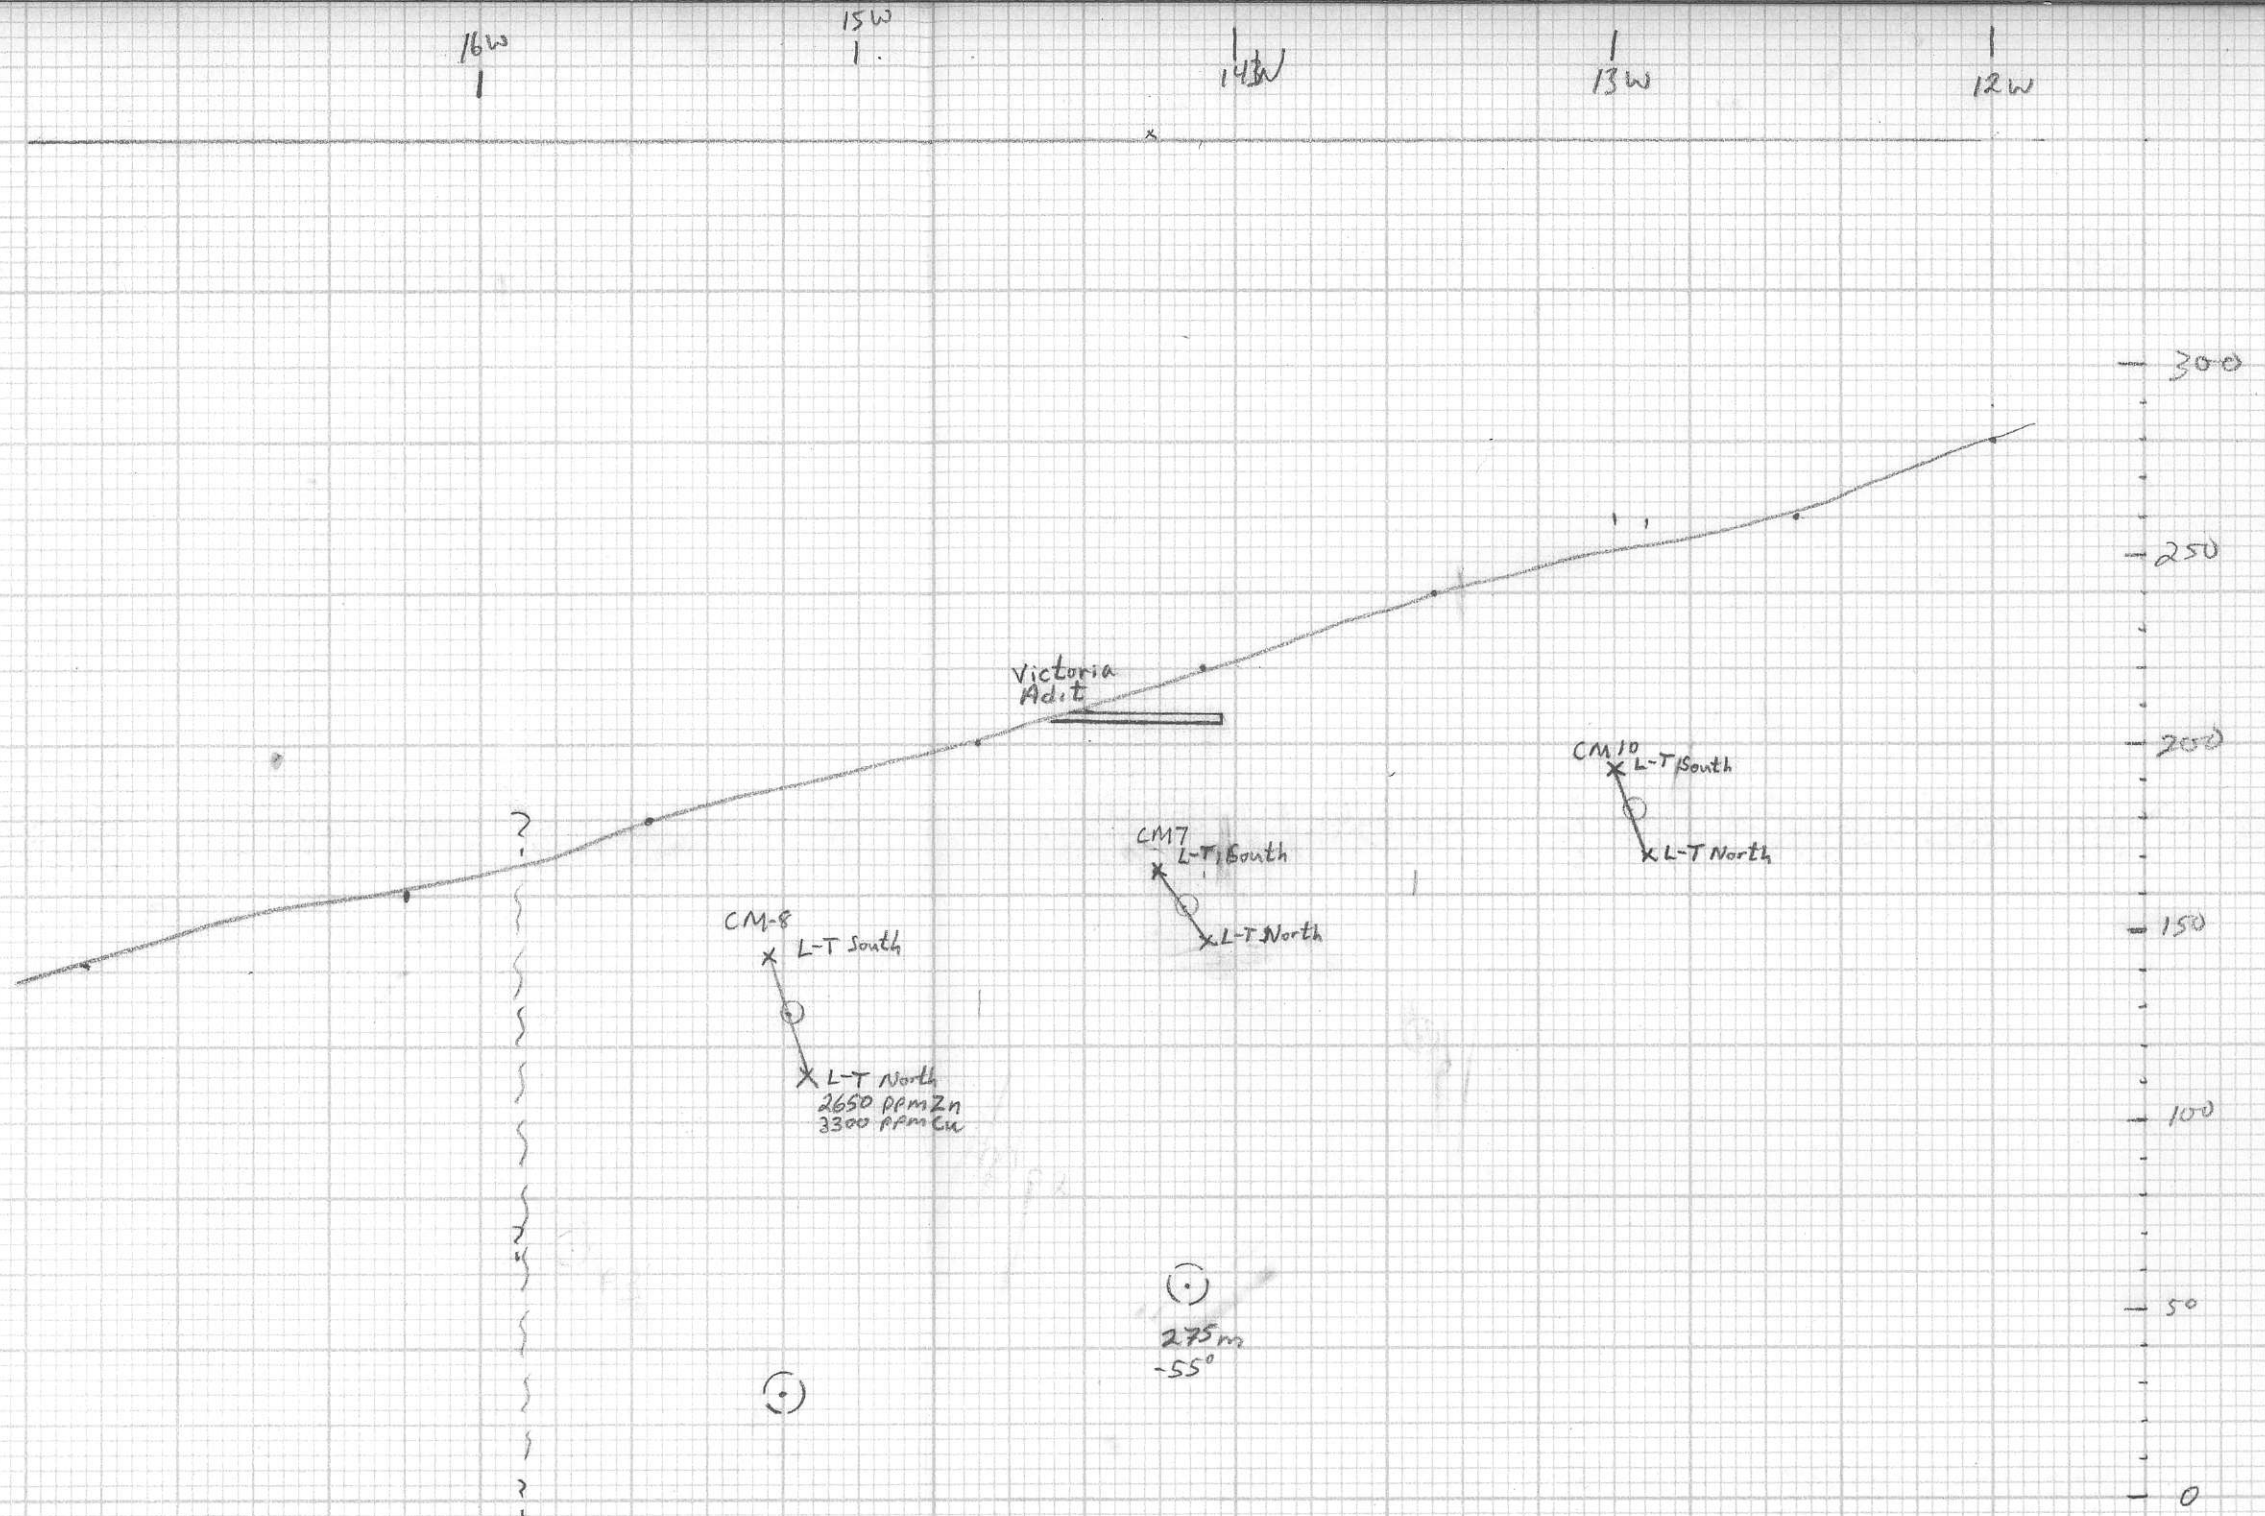 15W
16W
14W
13W
12W
300
250
Victoria
Adit
200
CM10
L-T South
?
CM7
L-T South
L-T North
CM-8
L-T North
150
L-T South
L-T North
2650 ppm Zn
3300 ppm Cu
100
?
50
275m
-55°
?
0